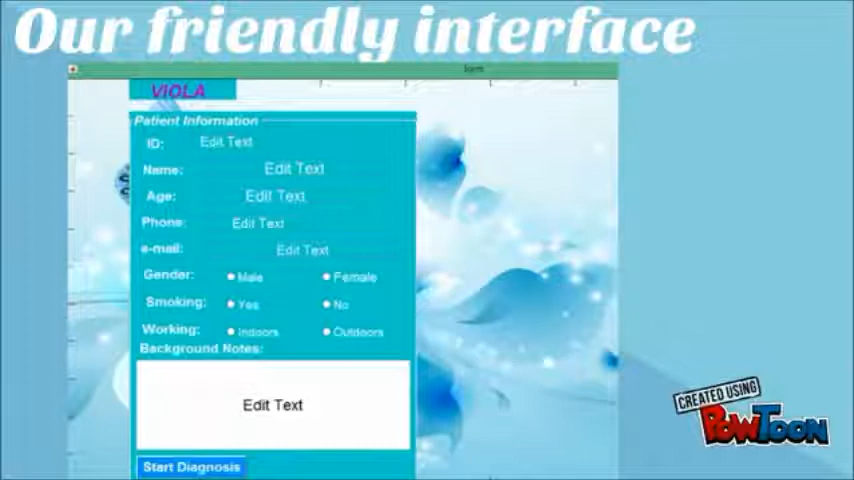 Our friendly interface
form
VIOLA
Patient Information
ID: Edit Text
Name: Edit Text
Age: Edit Text
Phone: Edit Text
e-mail: Edit Text
Gender: Male Female
Smoking: Yes No
Working: Indoors Outdoors
Background Notes:
Edit Text
Start Diagnosis
CREATED USING
POWTOON